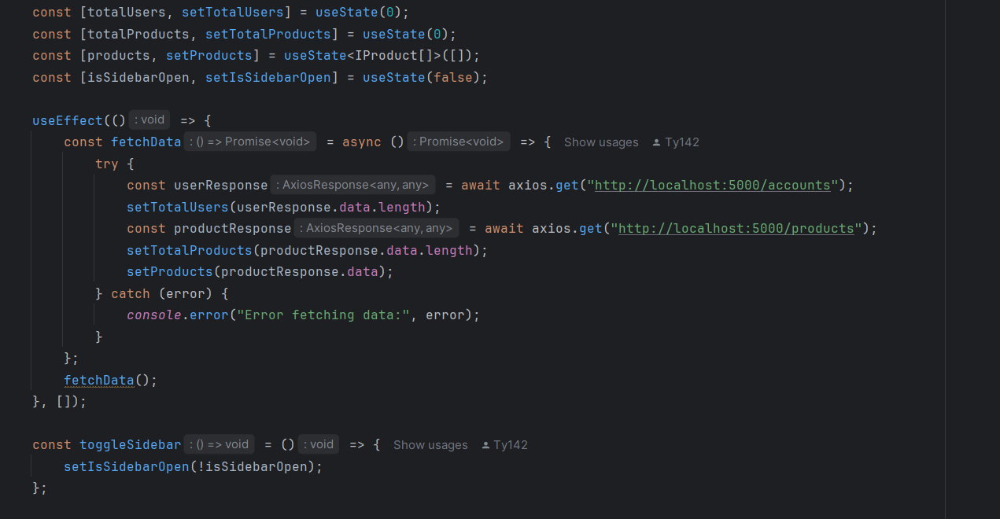 const [totalUsers, setTotalUsers] = useState(0);
const [totalProducts, setTotalProducts] = useState(0);
const [products, setProducts] = useState<IProduct[]>([]);
const [isSidebarOpen, setIsSidebarOpen] = useState(false);

useEffect(() : void => {
    const fetchData : () => Promise<void> = async () : Promise<void> => { Show usages Ty142
        try {
            const userResponse : AxiosResponse<any, any> = await axios.get("http://localhost:5000/accounts");
            setTotalUsers(userResponse.data.length);
            const productResponse : AxiosResponse<any, any> = await axios.get("http://localhost:5000/products");
            setTotalProducts(productResponse.data.length);
            setProducts(productResponse.data);
        } catch (error) {
            console.error("Error fetching data:", error);
        }
    };
    fetchData();
}, []);

const toggleSidebar : () => void = () : void => { Show usages Ty142
    setIsSidebarOpen(!isSidebarOpen);
};